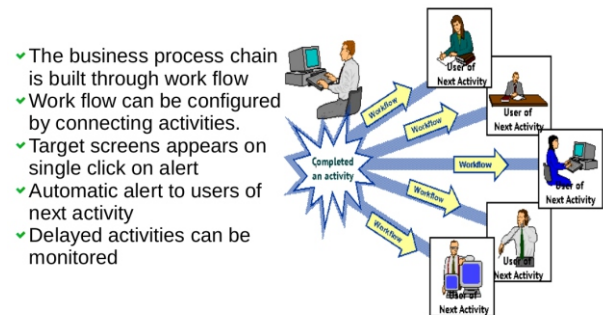 The business process chain
is built through work flow
Work flow can be configured
by connecting activities.
Target screens appears on
single click on alert
Automatic alert to users of
next activity
Delayed activities can be
monitored
Completed
an activity
Workflow
Workflow
Workflow
Workflow
Workflow
User of
Next Activity
User of
Next Activity
User of
Next Activity
User of
Next Activity
User of
Next Activity